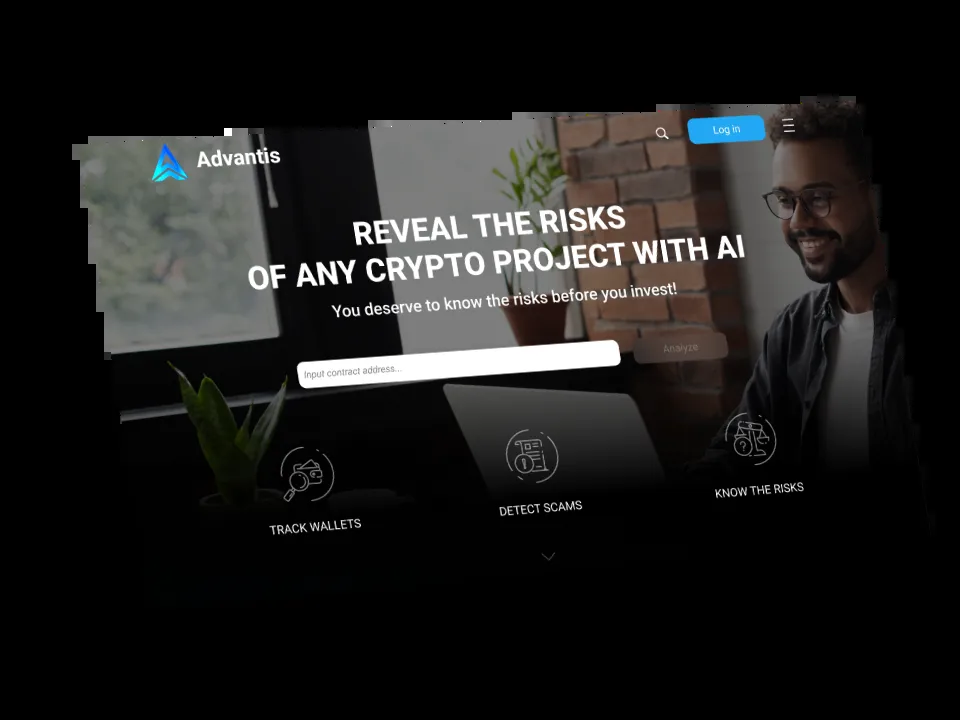 Advantis
Log in
REVEAL THE RISKS
OF ANY CRYPTO PROJECT WITH AI
You deserve to know the risks before you invest!
Input contract address...
Analyze
TRACK WALLETS
DETECT SCAMS
KNOW THE RISKS